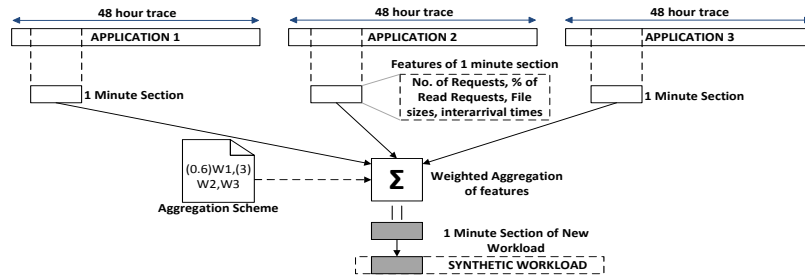 48 hour trace
48 hour trace
48 hour trace
APPLICATION 1
APPLICATION 2
APPLICATION 3
Features of 1 minute section
1 Minute Section
No. of Requests, % of
Read Requests, File
sizes, interarrival times
1 Minute Section
(0.6)W1,(3)
W2,W3
Aggregation Scheme
Σ
Weighted Aggregation
of features
1 Minute Section of New
Workload
SYNTHETIC WORKLOAD